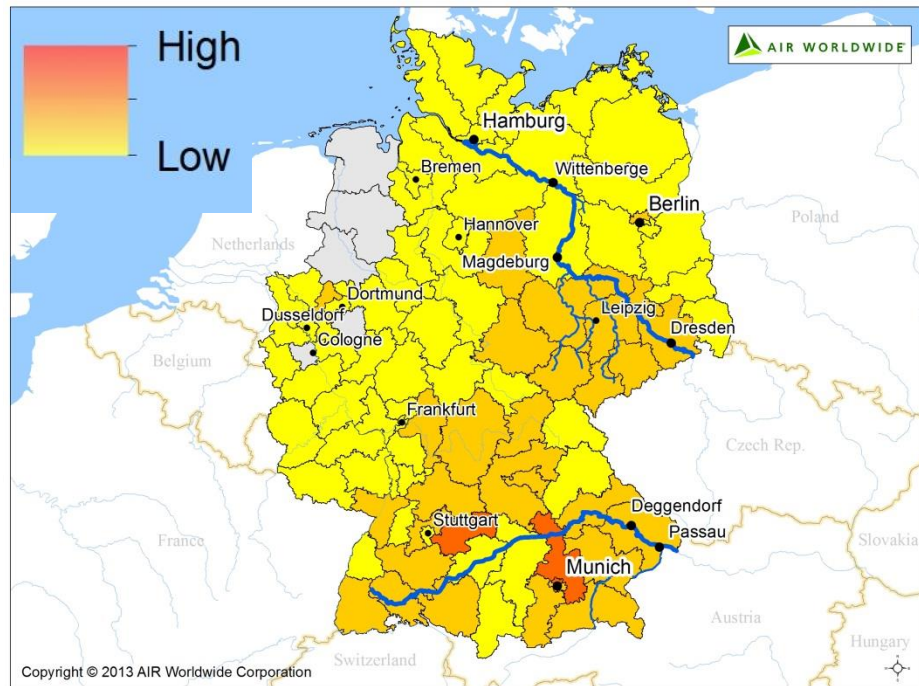 High
Low
AIR WORLDWIDE
Hamburg
Bremen
Wittenberge
Berlin
Poland
Hannover
Netherlands
Magdeburg
Dortmund
Leipzig
Dusseldorf
Dresden
Cologne
Belgium
Frankfurt
Czech Rep.
Deggendorf
Stuttgart
Passau
France
Slovakia
Munich
Austria
Hungary
Switzerland
Copyright © 2013 AIR Worldwide Corporation